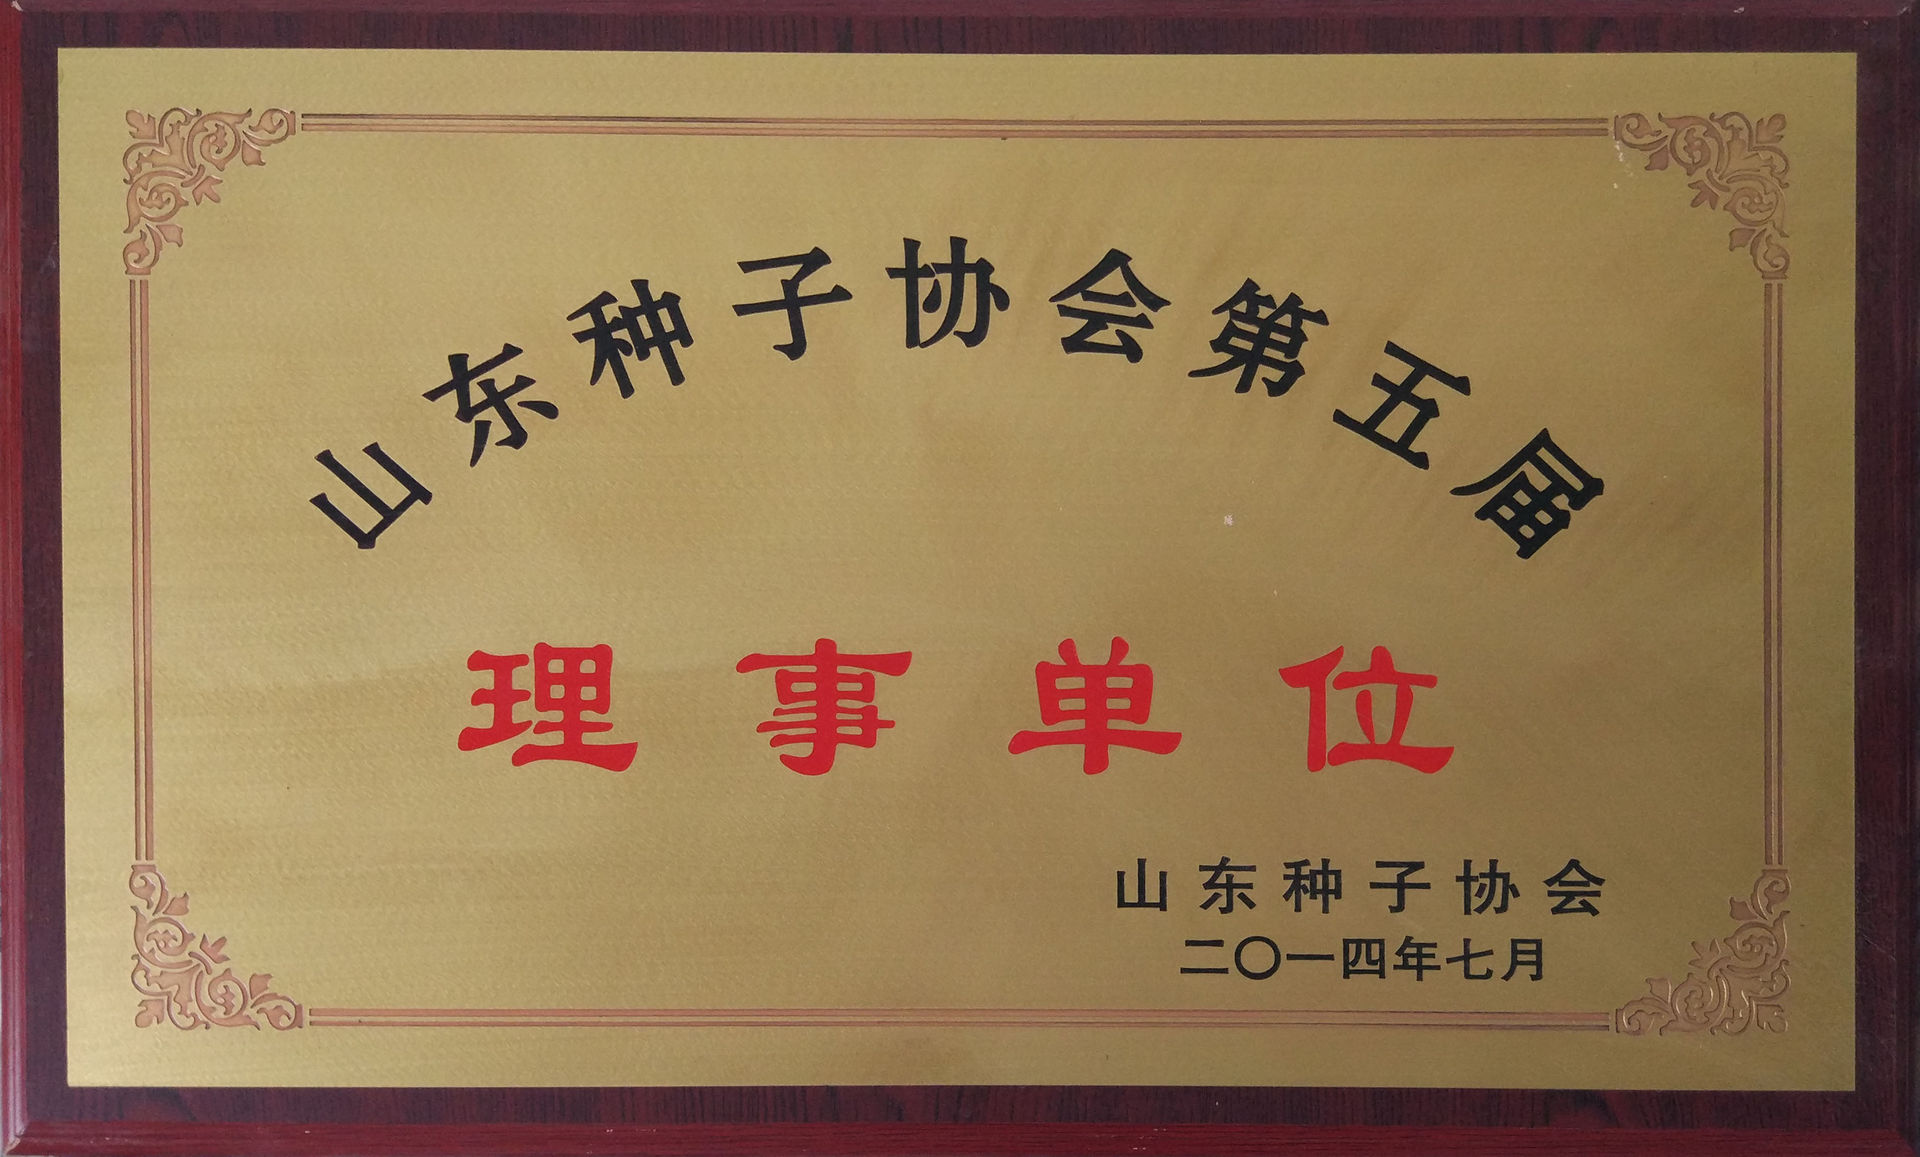 山东种子协会第五届
理事单位
山东种子协会
二〇一四年七月